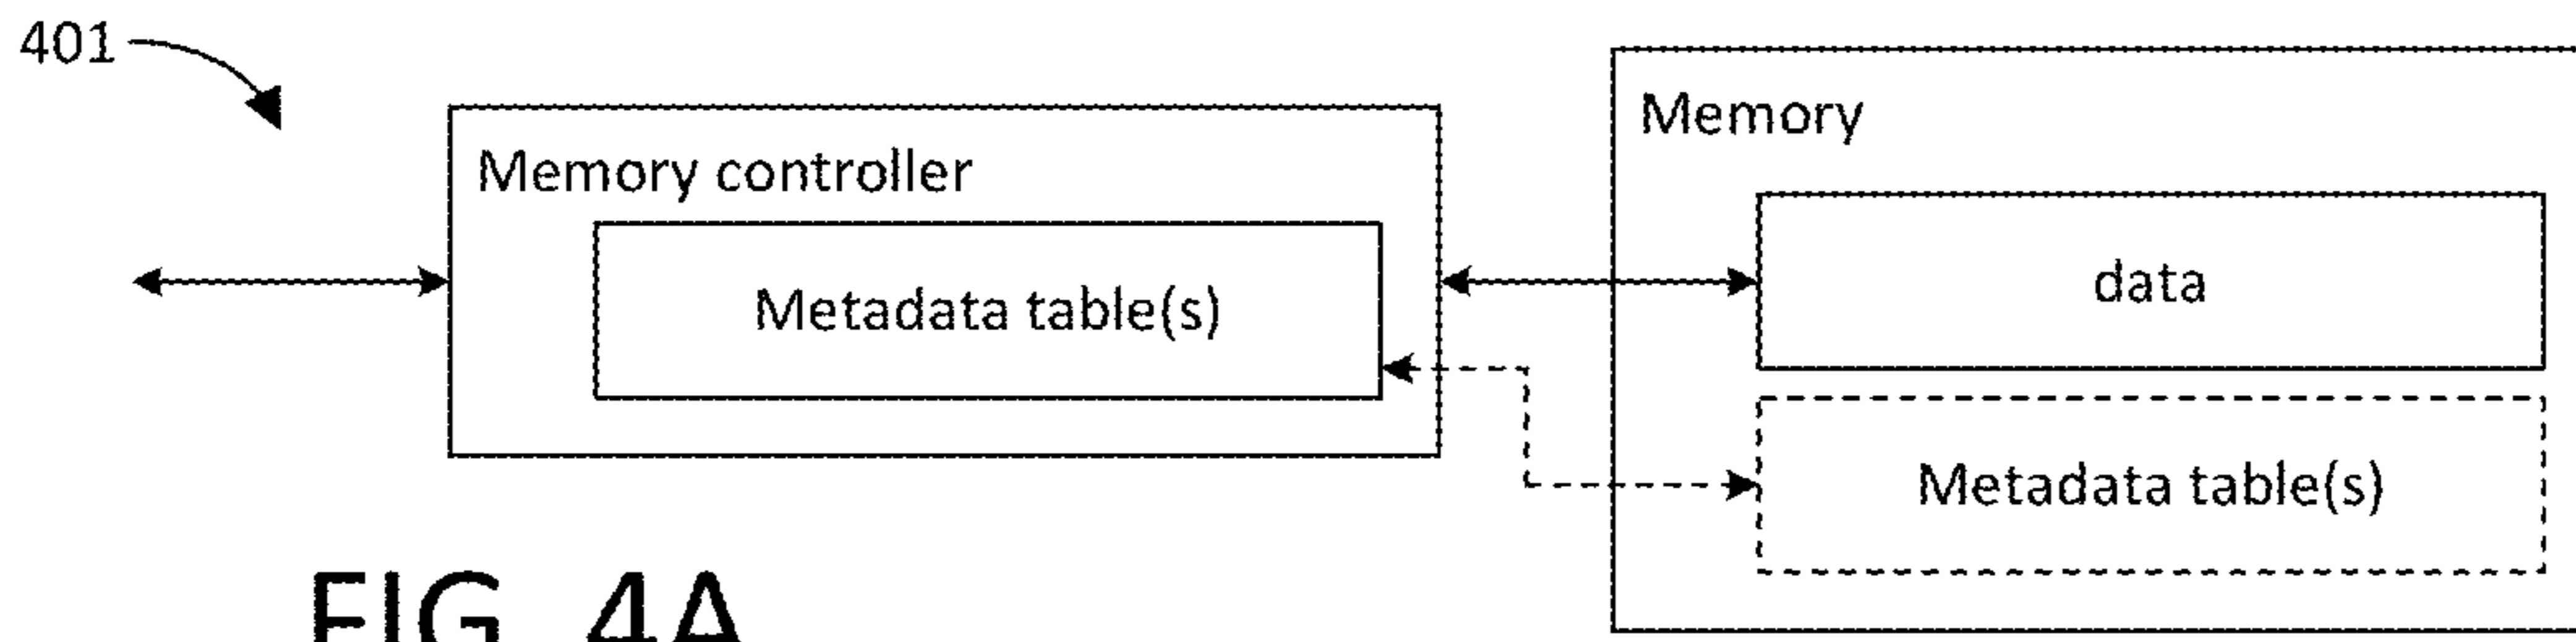 401
Memory controller
Metadata table(s)
Memory
data
Metadata table(s)
FIG. 4A